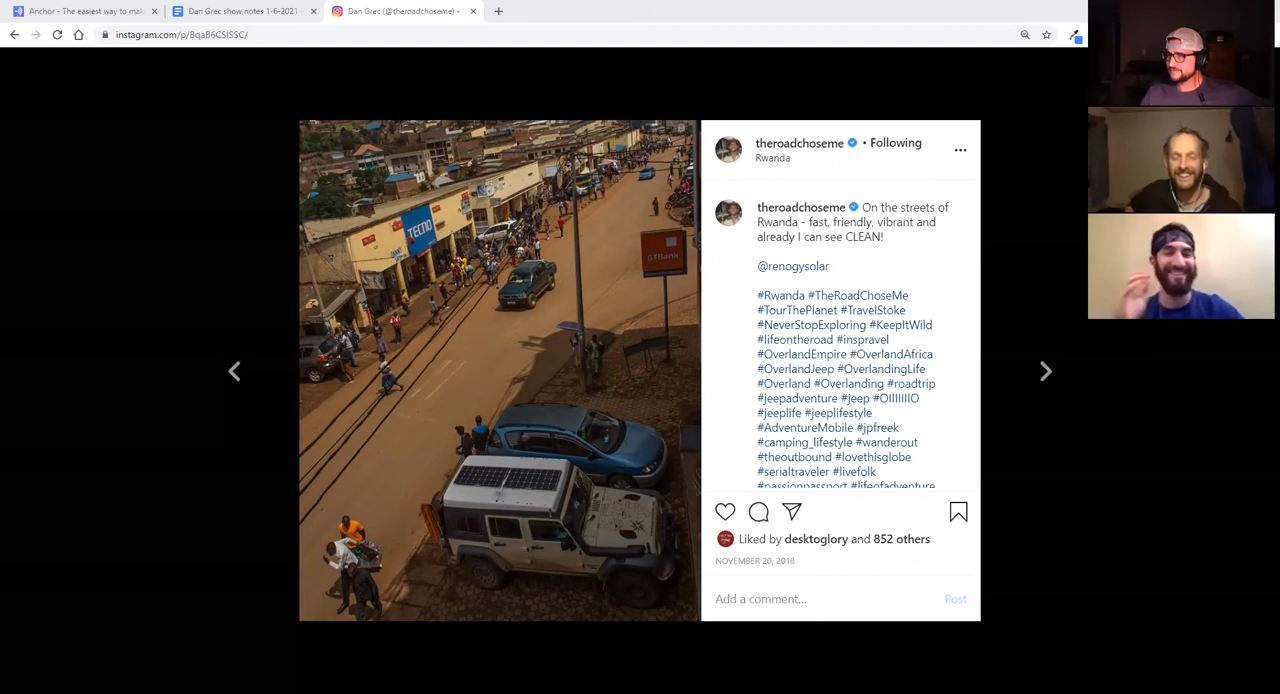 Anchor - The easiest way to mak
Dan Grec show notes 1-6-2021 -
Dan Grec (@theroadchoseme) •
instagram.com/p/BqaB6CSlSSC/
TECNO
GTBank
theroadchoseme • Following
Rwanda
theroadchoseme On the streets of
Rwanda - fast, friendly, vibrant and
already I can see CLEAN!
@renogysolar
#Rwanda #TheRoadChoseMe
#TourThePlanet #TravelStoke
#NeverStopExploring #KeepItWild
#lifeontheroad #inspravel
#OverlandEmpire #OverlandAfrica
#OverlandJeep #OverlandingLife
#Overland #Overlanding #roadtrip
#jeepadventure #jeep #OIIIIIIIO
#jeeplife #jeeplifestyle
#AdventureMobile #jpfreek
#camping_lifestyle #wanderout
#theoutbound #lovethisglobe
#serialtraveler #livefolk
#passionpassport #lifeofadventure
Liked by desktoglory and 852 others
NOVEMBER 20, 2018
Add a comment...
Post